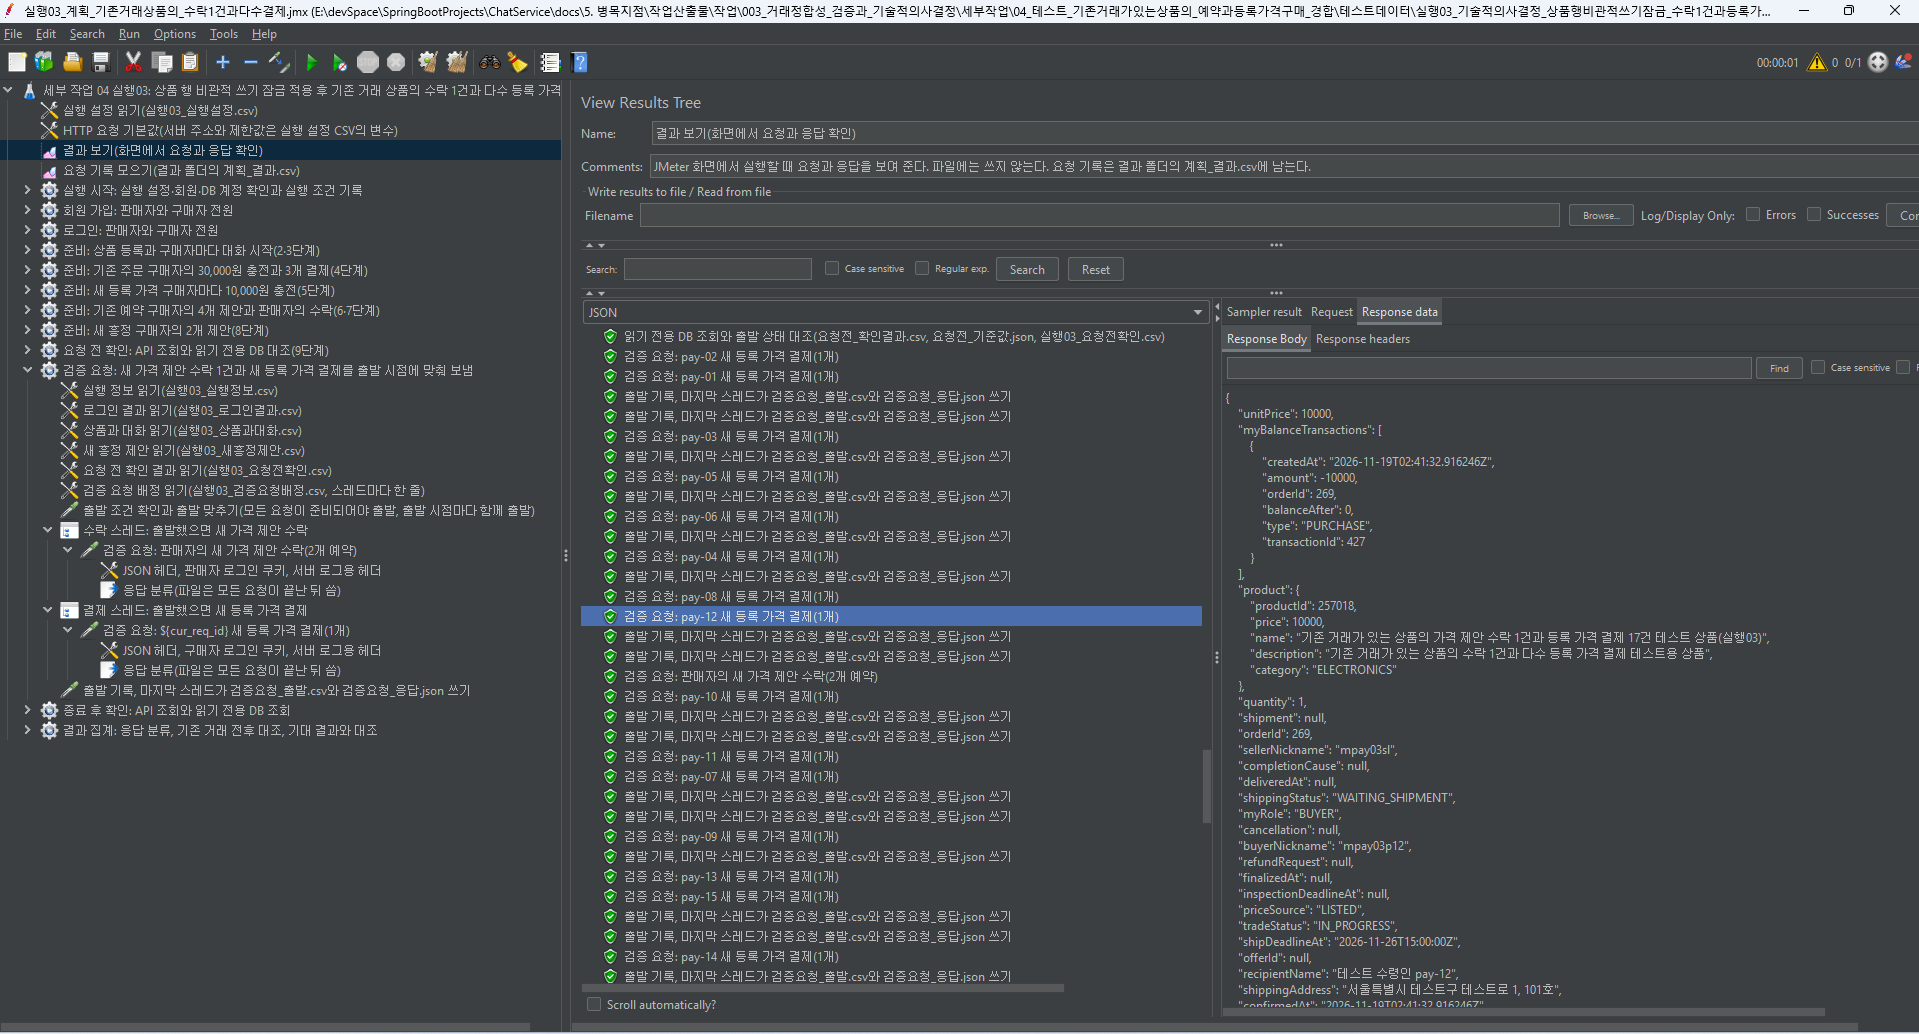 실행03_계획_기존거래상품의_수락1건과다수결제.jmx (E:\devSpace\SpringBootProjects\ChatService\docs\5. 병목지점\작업산출물\작업\003_거래정합성_검증과_기술적의사결정\세부작업\04_테스트_기존거래가있는상품의_예약과등록가격구매_경합\테스트데이터\실행03_기술적의사결정_상품행비관적쓰기잠금_수락1건과등록가...
File Edit Search Run Options Tools Help
00:00:01 0 0/1
세부 작업 04 실행03: 상품 행 비관적 쓰기 잠금 적용 후 기존 거래 상품의 수락 1건과 다수 등록 가격
실행 설정 읽기(실행03_실행설정.csv)
HTTP 요청 기본값(서버 주소와 제한값은 실행 설정 CSV의 변수)
결과 보기(화면에서 요청과 응답 확인)
요청 기록 모으기(결과 폴더의 계획_결과.csv)
실행 시작: 실행 설정·회원·DB 계정 확인과 실행 조건 기록
회원 가입: 판매자와 구매자 전원
로그인: 판매자와 구매자 전원
준비: 상품 등록과 구매자마다 대화 시작(2·3단계)
준비: 기존 주문 구매자의 30,000원 충전과 3개 결제(4단계)
준비: 새 등록 가격 구매자마다 10,000원 충전(5단계)
준비: 기존 예약 구매자의 4개 제안과 판매자의 수락(6·7단계)
준비: 새 흥정 구매자의 2개 제안(8단계)
요청 전 확인: API 조회와 읽기 전용 DB 대조(9단계)
검증 요청: 새 가격 제안 수락 1건과 새 등록 가격 결제를 출발 시점에 맞춰 보냄
실행 정보 읽기(실행03_실행정보.csv)
로그인 결과 읽기(실행03_로그인결과.csv)
상품과 대화 읽기(실행03_상품과대화.csv)
새 흥정 제안 읽기(실행03_새흥정제안.csv)
요청 전 확인 결과 읽기(실행03_요청전확인.csv)
검증 요청 배정 읽기(실행03_검증요청배정.csv, 스레드마다 한 줄)
출발 조건 확인과 출발 맞추기(모든 요청이 준비되어야 출발, 출발 시점마다 함께 출발)
수락 스레드: 출발했으면 새 가격 제안 수락
검증 요청: 판매자의 새 가격 제안 수락(2개 예약)
JSON 헤더, 판매자 로그인 쿠키, 서버 로그용 헤더
응답 분류(파일은 모든 요청이 끝난 뒤 씀)
결제 스레드: 출발했으면 새 등록 가격 결제
검증 요청: ${cur_req_id} 새 등록 가격 결제(1개)
JSON 헤더, 구매자 로그인 쿠키, 서버 로그용 헤더
응답 분류(파일은 모든 요청이 끝난 뒤 씀)
출발 기록, 마지막 스레드가 검증요청_출발.csv와 검증요청_응답.json 쓰기
종료 후 확인: API 조회와 읽기 전용 DB 조회
결과 집계: 응답 분류, 기존 거래 전후 대조, 기대 결과와 대조
View Results Tree
Name: 결과 보기(화면에서 요청과 응답 확인)
Comments: JMeter 화면에서 실행할 때 요청과 응답을 보여 준다. 파일에는 쓰지 않는다. 요청 기록은 결과 폴더의 계획_결과.csv에 남는다.
Write results to file / Read from file
Filename Browse... Log/Display Only: Errors Successes Con
Search: Case sensitive Regular exp. Search Reset
JSON
읽기 전용 DB 조회와 출발 상태 대조(요청전_확인결과.csv, 요청전_기준값.json, 실행03_요청전확인.csv)
검증 요청: pay-02 새 등록 가격 결제(1개)
검증 요청: pay-01 새 등록 가격 결제(1개)
출발 기록, 마지막 스레드가 검증요청_출발.csv와 검증요청_응답.json 쓰기
출발 기록, 마지막 스레드가 검증요청_출발.csv와 검증요청_응답.json 쓰기
검증 요청: pay-03 새 등록 가격 결제(1개)
출발 기록, 마지막 스레드가 검증요청_출발.csv와 검증요청_응답.json 쓰기
검증 요청: pay-05 새 등록 가격 결제(1개)
출발 기록, 마지막 스레드가 검증요청_출발.csv와 검증요청_응답.json 쓰기
검증 요청: pay-06 새 등록 가격 결제(1개)
출발 기록, 마지막 스레드가 검증요청_출발.csv와 검증요청_응답.json 쓰기
검증 요청: pay-04 새 등록 가격 결제(1개)
출발 기록, 마지막 스레드가 검증요청_출발.csv와 검증요청_응답.json 쓰기
검증 요청: pay-08 새 등록 가격 결제(1개)
검증 요청: pay-12 새 등록 가격 결제(1개)
출발 기록, 마지막 스레드가 검증요청_출발.csv와 검증요청_응답.json 쓰기
출발 기록, 마지막 스레드가 검증요청_출발.csv와 검증요청_응답.json 쓰기
검증 요청: 판매자의 새 가격 제안 수락(2개 예약)
검증 요청: pay-10 새 등록 가격 결제(1개)
출발 기록, 마지막 스레드가 검증요청_출발.csv와 검증요청_응답.json 쓰기
출발 기록, 마지막 스레드가 검증요청_출발.csv와 검증요청_응답.json 쓰기
검증 요청: pay-11 새 등록 가격 결제(1개)
검증 요청: pay-07 새 등록 가격 결제(1개)
출발 기록, 마지막 스레드가 검증요청_출발.csv와 검증요청_응답.json 쓰기
출발 기록, 마지막 스레드가 검증요청_출발.csv와 검증요청_응답.json 쓰기
검증 요청: pay-09 새 등록 가격 결제(1개)
출발 기록, 마지막 스레드가 검증요청_출발.csv와 검증요청_응답.json 쓰기
검증 요청: pay-13 새 등록 가격 결제(1개)
검증 요청: pay-15 새 등록 가격 결제(1개)
출발 기록, 마지막 스레드가 검증요청_출발.csv와 검증요청_응답.json 쓰기
출발 기록, 마지막 스레드가 검증요청_출발.csv와 검증요청_응답.json 쓰기
검증 요청: pay-14 새 등록 가격 결제(1개)
출발 기록, 마지막 스레드가 검증요청_출발.csv와 검증요청_응답.json 쓰기
Scroll automatically?
Sampler result Request Response data
Response Body Response headers
Find Case sensitive
{
"unitPrice": 10000,
"myBalanceTransactions": [
{
"createdAt": "2026-11-19T02:41:32.916246Z",
"amount": -10000,
"orderId": 269,
"balanceAfter": 0,
"type": "PURCHASE",
"transactionId": 427
}
],
"product": {
"productId": 257018,
"price": 10000,
"name": "기존 거래가 있는 상품의 가격 제안 수락 1건과 등록 가격 결제 17건 테스트 상품(실행03)",
"description": "기존 거래가 있는 상품의 수락 1건과 다수 등록 가격 결제 테스트용 상품",
"category": "ELECTRONICS"
},
"quantity": 1,
"shipment": null,
"orderId": 269,
"sellerNickname": "mpay03sl",
"completionCause": null,
"deliveredAt": null,
"shippingStatus": "WAITING_SHIPMENT",
"myRole": "BUYER",
"cancellation": null,
"buyerNickname": "mpay03p12",
"refundRequest": null,
"finalizedAt": null,
"inspectionDeadlineAt": null,
"priceSource": "LISTED",
"tradeStatus": "IN_PROGRESS",
"shipDeadlineAt": "2026-11-26T15:00:00Z",
"offerId": null,
"recipientName": "테스트 수령인 pay-12",
"shippingAddress": "서울특별시 테스트구 테스트로 1, 101호",
"confirmedAt": "2026-11-19T02:41:32.916246Z"